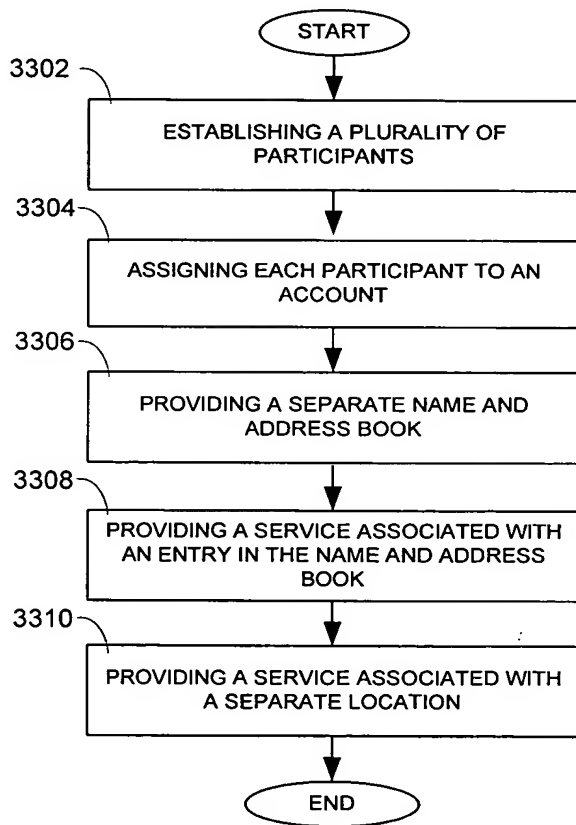 START
3302
ESTABLISHING A PLURALITY OF
PARTICIPANTS
3304
ASSIGNING EACH PARTICIPANT TO AN
ACCOUNT
3306
PROVIDING A SEPARATE NAME AND
ADDRESS BOOK
3308
PROVIDING A SERVICE ASSOCIATED WITH
AN ENTRY IN THE NAME AND ADDRESS
BOOK
3310
PROVIDING A SERVICE ASSOCIATED WITH
A SEPARATE LOCATION
END